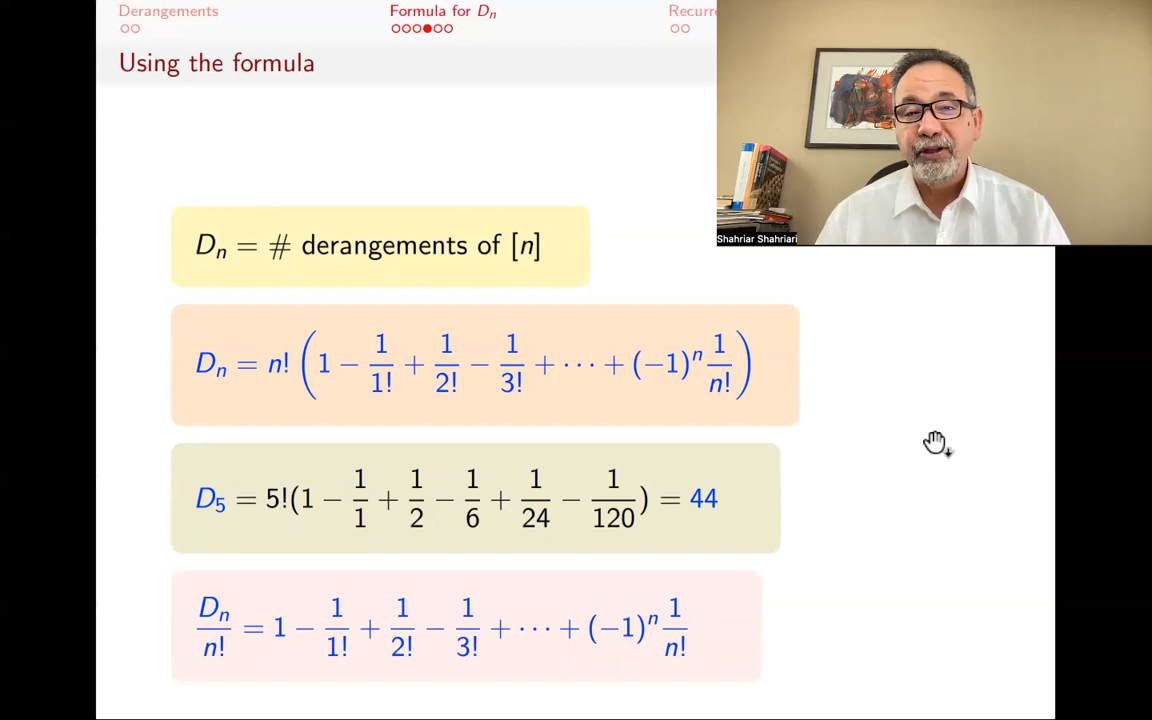 Derangements
Formula for Dₙ
Recurre
Using the formula
Shahriar Shahriari
Dₙ = # derangements of [n]
Dₙ = n! (1 − 1/1! + 1/2! − 1/3! + ⋯ + (−1)ⁿ 1/n!)
D₅ = 5!(1 − 1/1 + 1/2 − 1/6 + 1/24 − 1/120) = 44
Dₙ/n! = 1 − 1/1! + 1/2! − 1/3! + ⋯ + (−1)ⁿ 1/n!